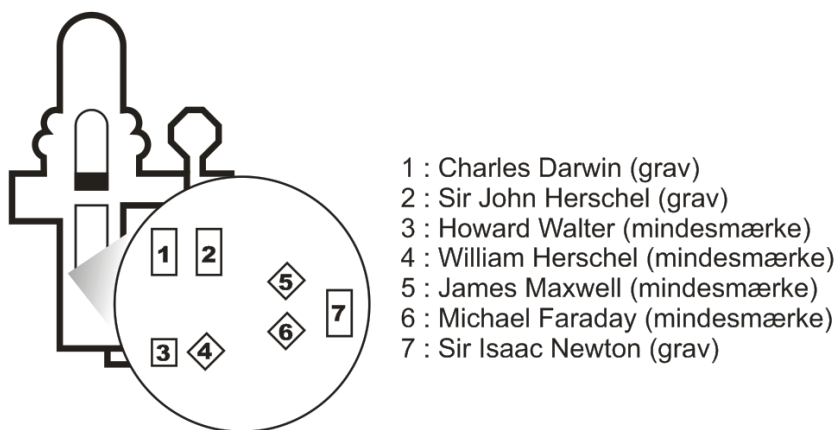 1
2
5
7
6
3
4
1 : Charles Darwin (grav)
2 : Sir John Herschel (grav)
3 : Howard Walter (mindesmærke)
4 : William Herschel (mindesmærke)
5 : James Maxwell (mindesmærke)
6 : Michael Faraday (mindesmærke)
7 : Sir Isaac Newton (grav)